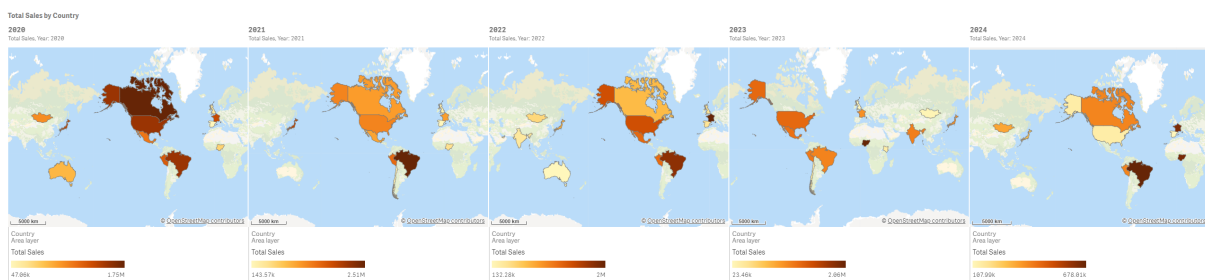 Total Sales by Country
2020
Total Sales, Year: 2020
5000 km
© OpenStreetMap contributors
Country
Area layer
Total Sales
47.06k 1.75M
2021
Total Sales, Year: 2021
5000 km
© OpenStreetMap contributors
Country
Area layer
Total Sales
143.57k 2.51M
2022
Total Sales, Year: 2022
5000 km
© OpenStreetMap contributors
Country
Area layer
Total Sales
132.28k 2M
2023
Total Sales, Year: 2023
5000 km
© OpenStreetMap contributors
Country
Area layer
Total Sales
23.46k 2.06M
2024
Total Sales, Year: 2024
5000 km
© OpenStreetMap contributors
Country
Area layer
Total Sales
107.99k 678.01k